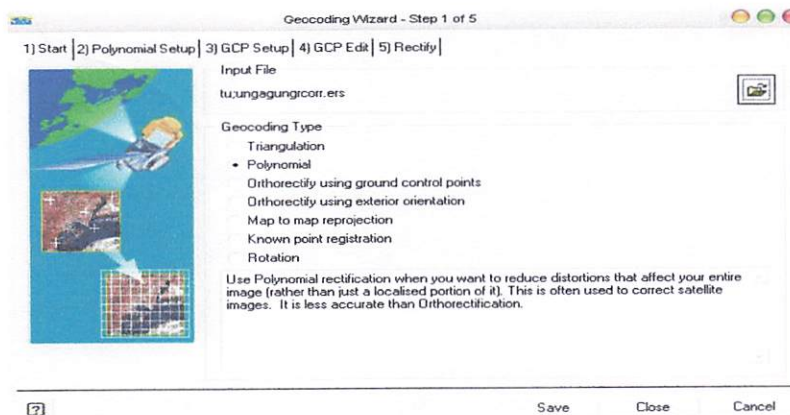 Geocoding Wizard - Step 1 of 5
1) Start 2) Polynomial Setup 3) GCP Setup 4) GCP Edit 5) Rectify
Input File
tu;ungagungrcorr.ers
Geocoding Type
Triangulation
Polynomial
Orthorectify using ground control points
Orthorectify using exterior orientation
Map to map reprojection
Known point registration
Rotation
Use Polynomial rectification when you want to reduce distortions that affect your entire
image (rather than just a localised portion of it). This is often used to correct satellite
images. It is less accurate than Orthorectification.
?
Save Close Cancel